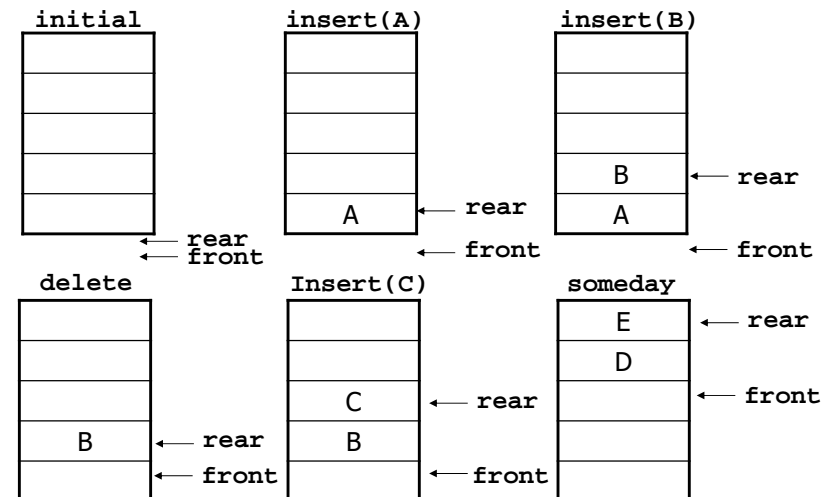 initial
rear
front
insert(A)
A
rear
front
insert(B)
B
rear
A
front
delete
B
rear
front
Insert(C)
C
rear
B
front
someday
E
rear
D
front